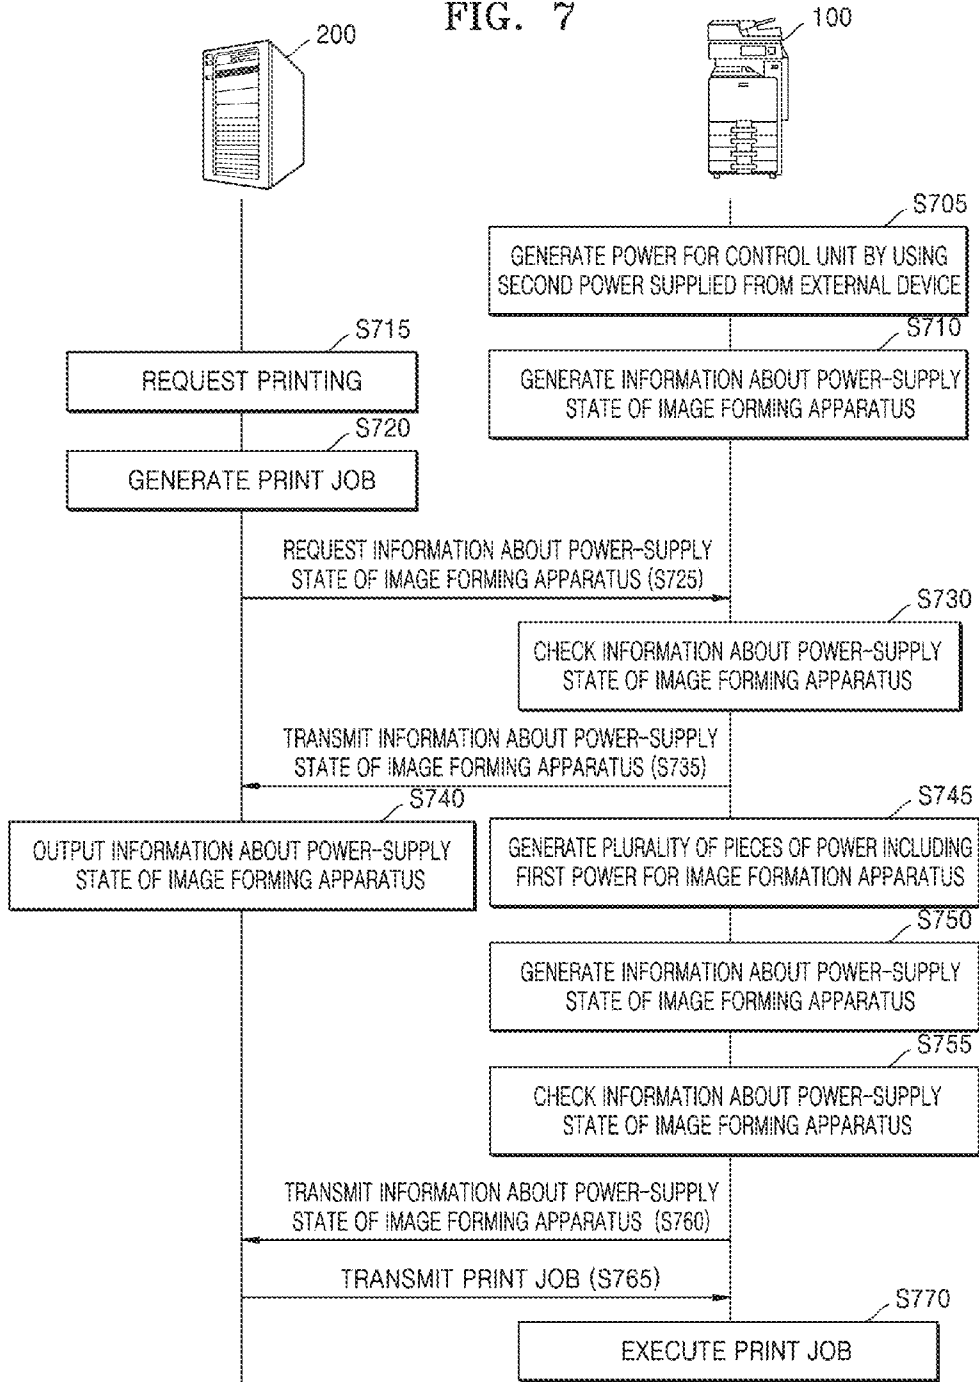 FIG. 7
200
100
S705
GENERATE POWER FOR CONTROL UNIT BY USING
SECOND POWER SUPPLIED FROM EXTERNAL DEVICE
S715
S710
REQUEST PRINTING
GENERATE INFORMATION ABOUT POWER-SUPPLY
STATE OF IMAGE FORMING APPARATUS
S720
GENERATE PRINT JOB
REQUEST INFORMATION ABOUT POWER-SUPPLY
STATE OF IMAGE FORMING APPARATUS (S725)
S730
CHECK INFORMATION ABOUT POWER-SUPPLY
STATE OF IMAGE FORMING APPARATUS
TRANSMIT INFORMATION ABOUT POWER-SUPPLY
STATE OF IMAGE FORMING APPARATUS (S735)
S740
OUTPUT INFORMATION ABOUT POWER-SUPPLY
STATE OF IMAGE FORMING APPARATUS
S745
GENERATE PLURALITY OF PIECES OF POWER INCLUDING
FIRST POWER FOR IMAGE FORMATION APPARATUS
S750
GENERATE INFORMATION ABOUT POWER-SUPPLY
STATE OF IMAGE FORMING APPARATUS
S755
CHECK INFORMATION ABOUT POWER-SUPPLY
STATE OF IMAGE FORMING APPARATUS
TRANSMIT INFORMATION ABOUT POWER-SUPPLY
STATE OF IMAGE FORMING APPARATUS (S760)
TRANSMIT PRINT JOB (S765)
S770
EXECUTE PRINT JOB